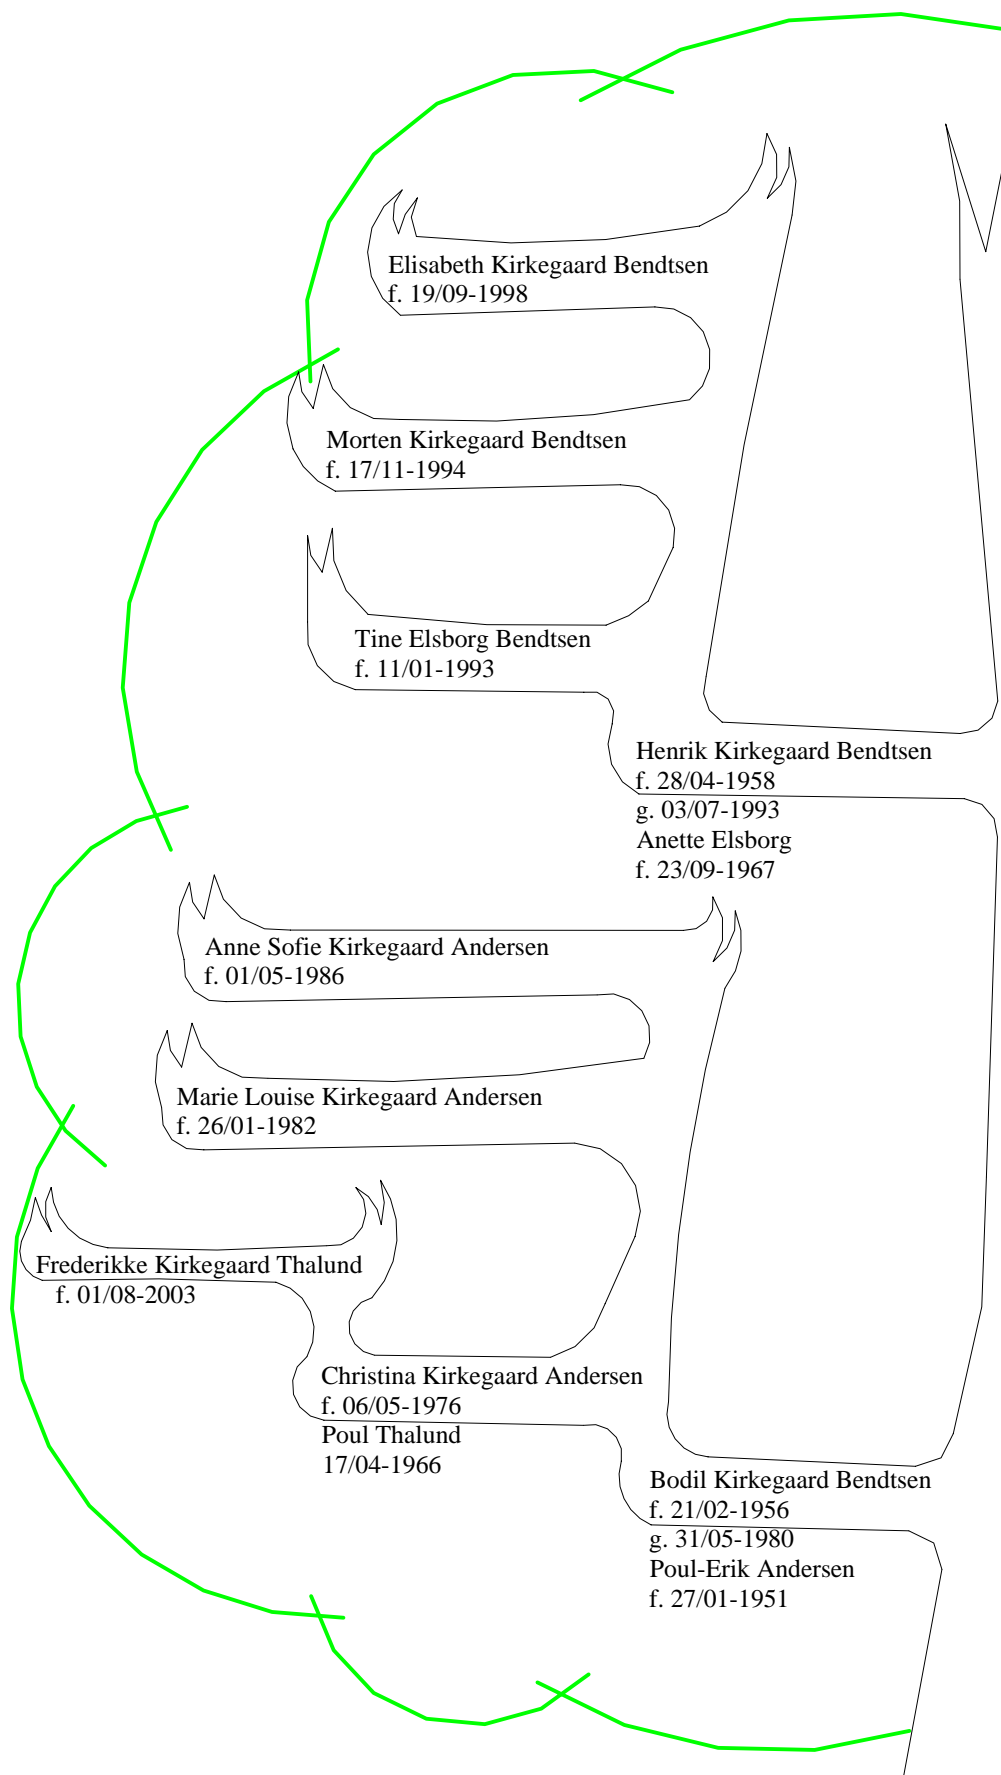 Elisabeth Kirkegaard Bendtsen
f. 19/09-1998
Morten Kirkegaard Bendtsen
f. 17/11-1994
Tine Elsborg Bendtsen
f. 11/01-1993
Henrik Kirkegaard Bendtsen
f. 28/04-1958
g. 03/07-1993
Anette Elsborg
f. 23/09-1967
Anne Sofie Kirkegaard Andersen
f. 01/05-1986
Marie Louise Kirkegaard Andersen
f. 26/01-1982
Frederikke Kirkegaard Thalund
f. 01/08-2003
Christina Kirkegaard Andersen
f. 06/05-1976
Poul Thalund
17/04-1966
Bodil Kirkegaard Bendtsen
f. 21/02-1956
g. 31/05-1980
Poul-Erik Andersen
f. 27/01-1951